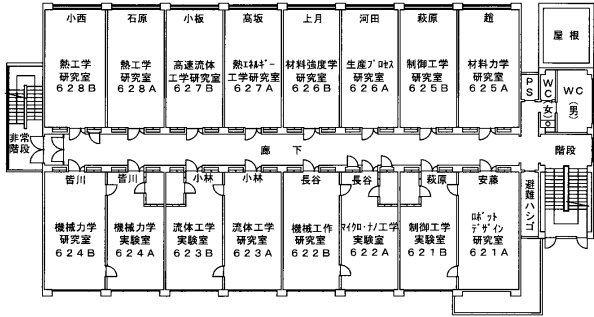 小西
熱工学
研究室
628B
石原
熱工学
研究室
628A
小板
高速流体
工学研究室
627B
髙坂
熱エネルギー
工学研究室
627A
上月
材料強度学
研究室
626B
河田
生産プロセス
研究室
626A
萩原
制御工学
研究室
625B
趙
材料力学
研究室
625A
屋根
PS
WC
(女)
WC
(男)
非常
階段
廊下
階段
皆川
機械力学
研究室
624B
皆川
機械力学
実験室
624A
小林
流体工学
実験室
623B
小林
流体工学
研究室
623A
長谷
機械工作
研究室
622B
長谷
マイクロ・ナノ工学
実験室
622A
萩原
制御工学
実験室
621B
安藤
ロボット
デザイン
研究室
621A
避難ハシゴ